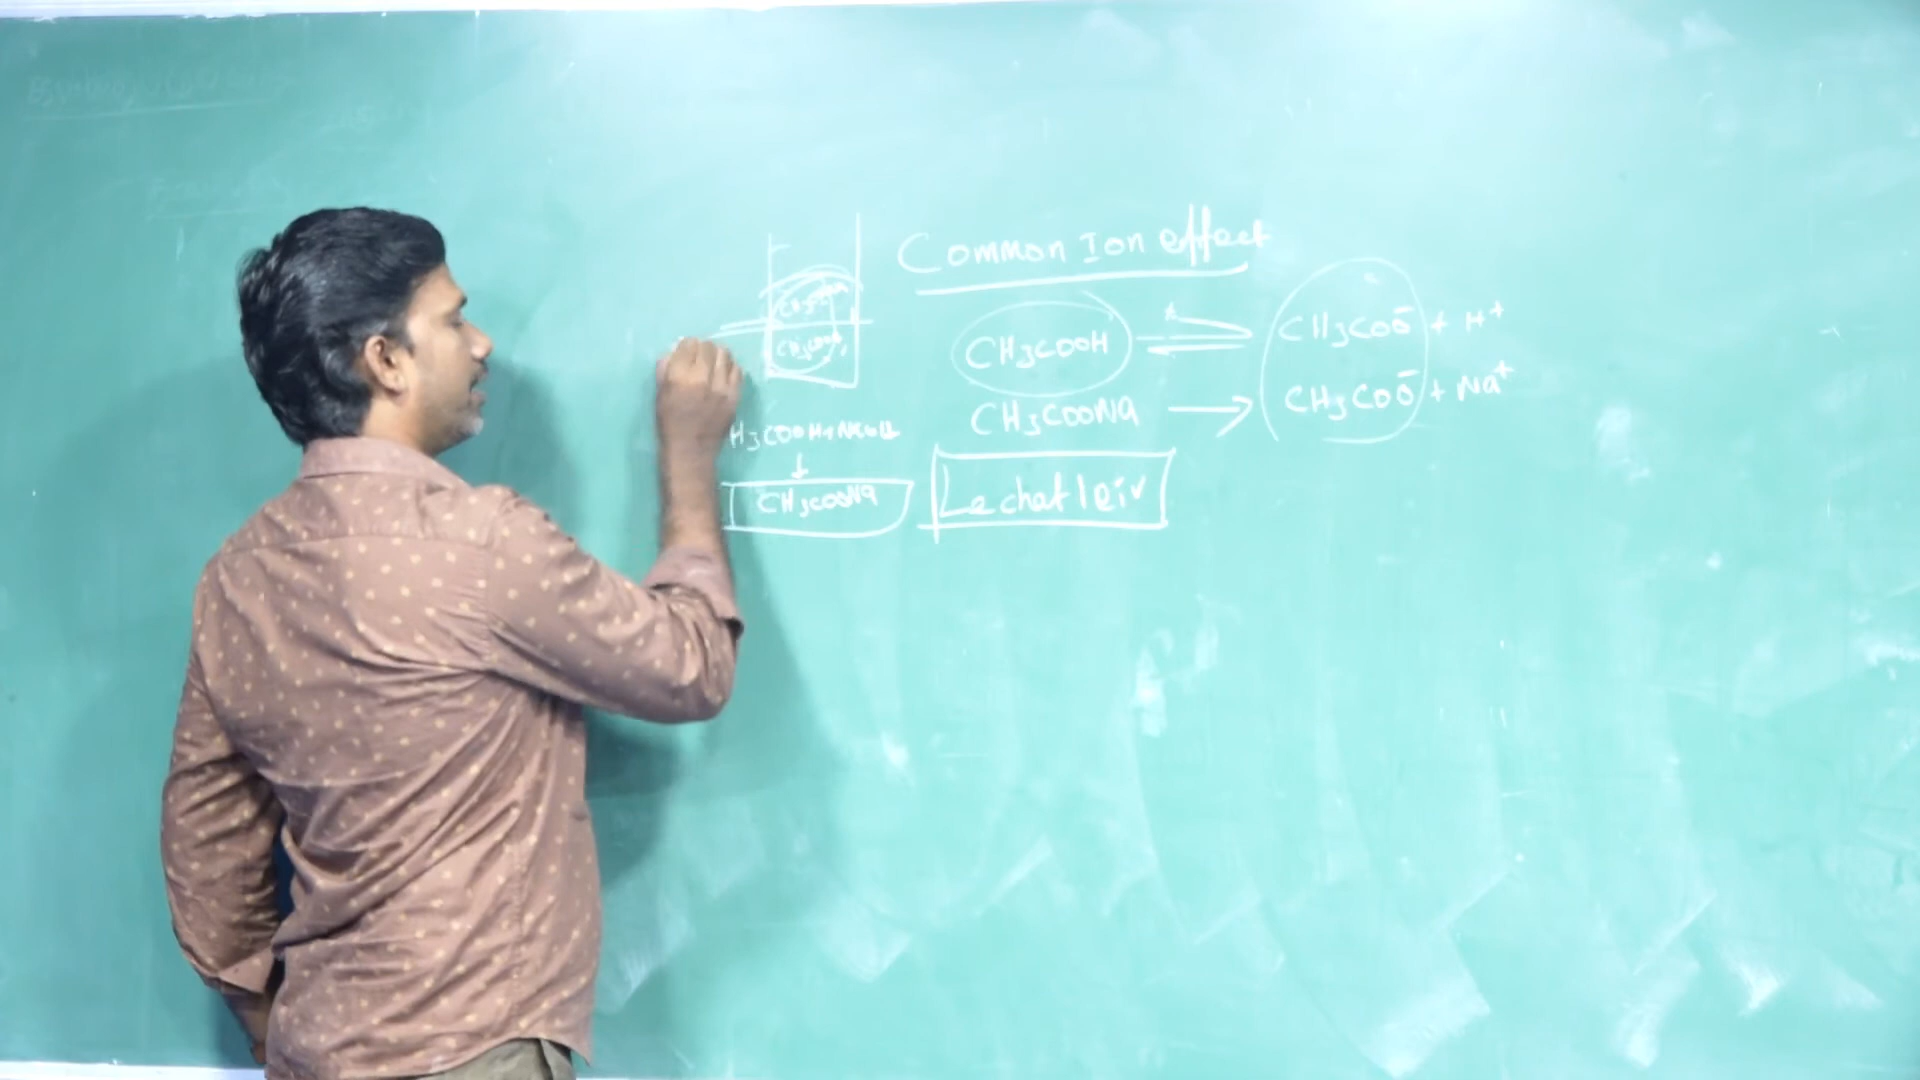 Common Ion effect
CH3COOH ⇌ CH3COO- + H+
CH3COONa → CH3COO- + Na+
H3COOH+NaOH
↓
CH3COONa
Lechatleir